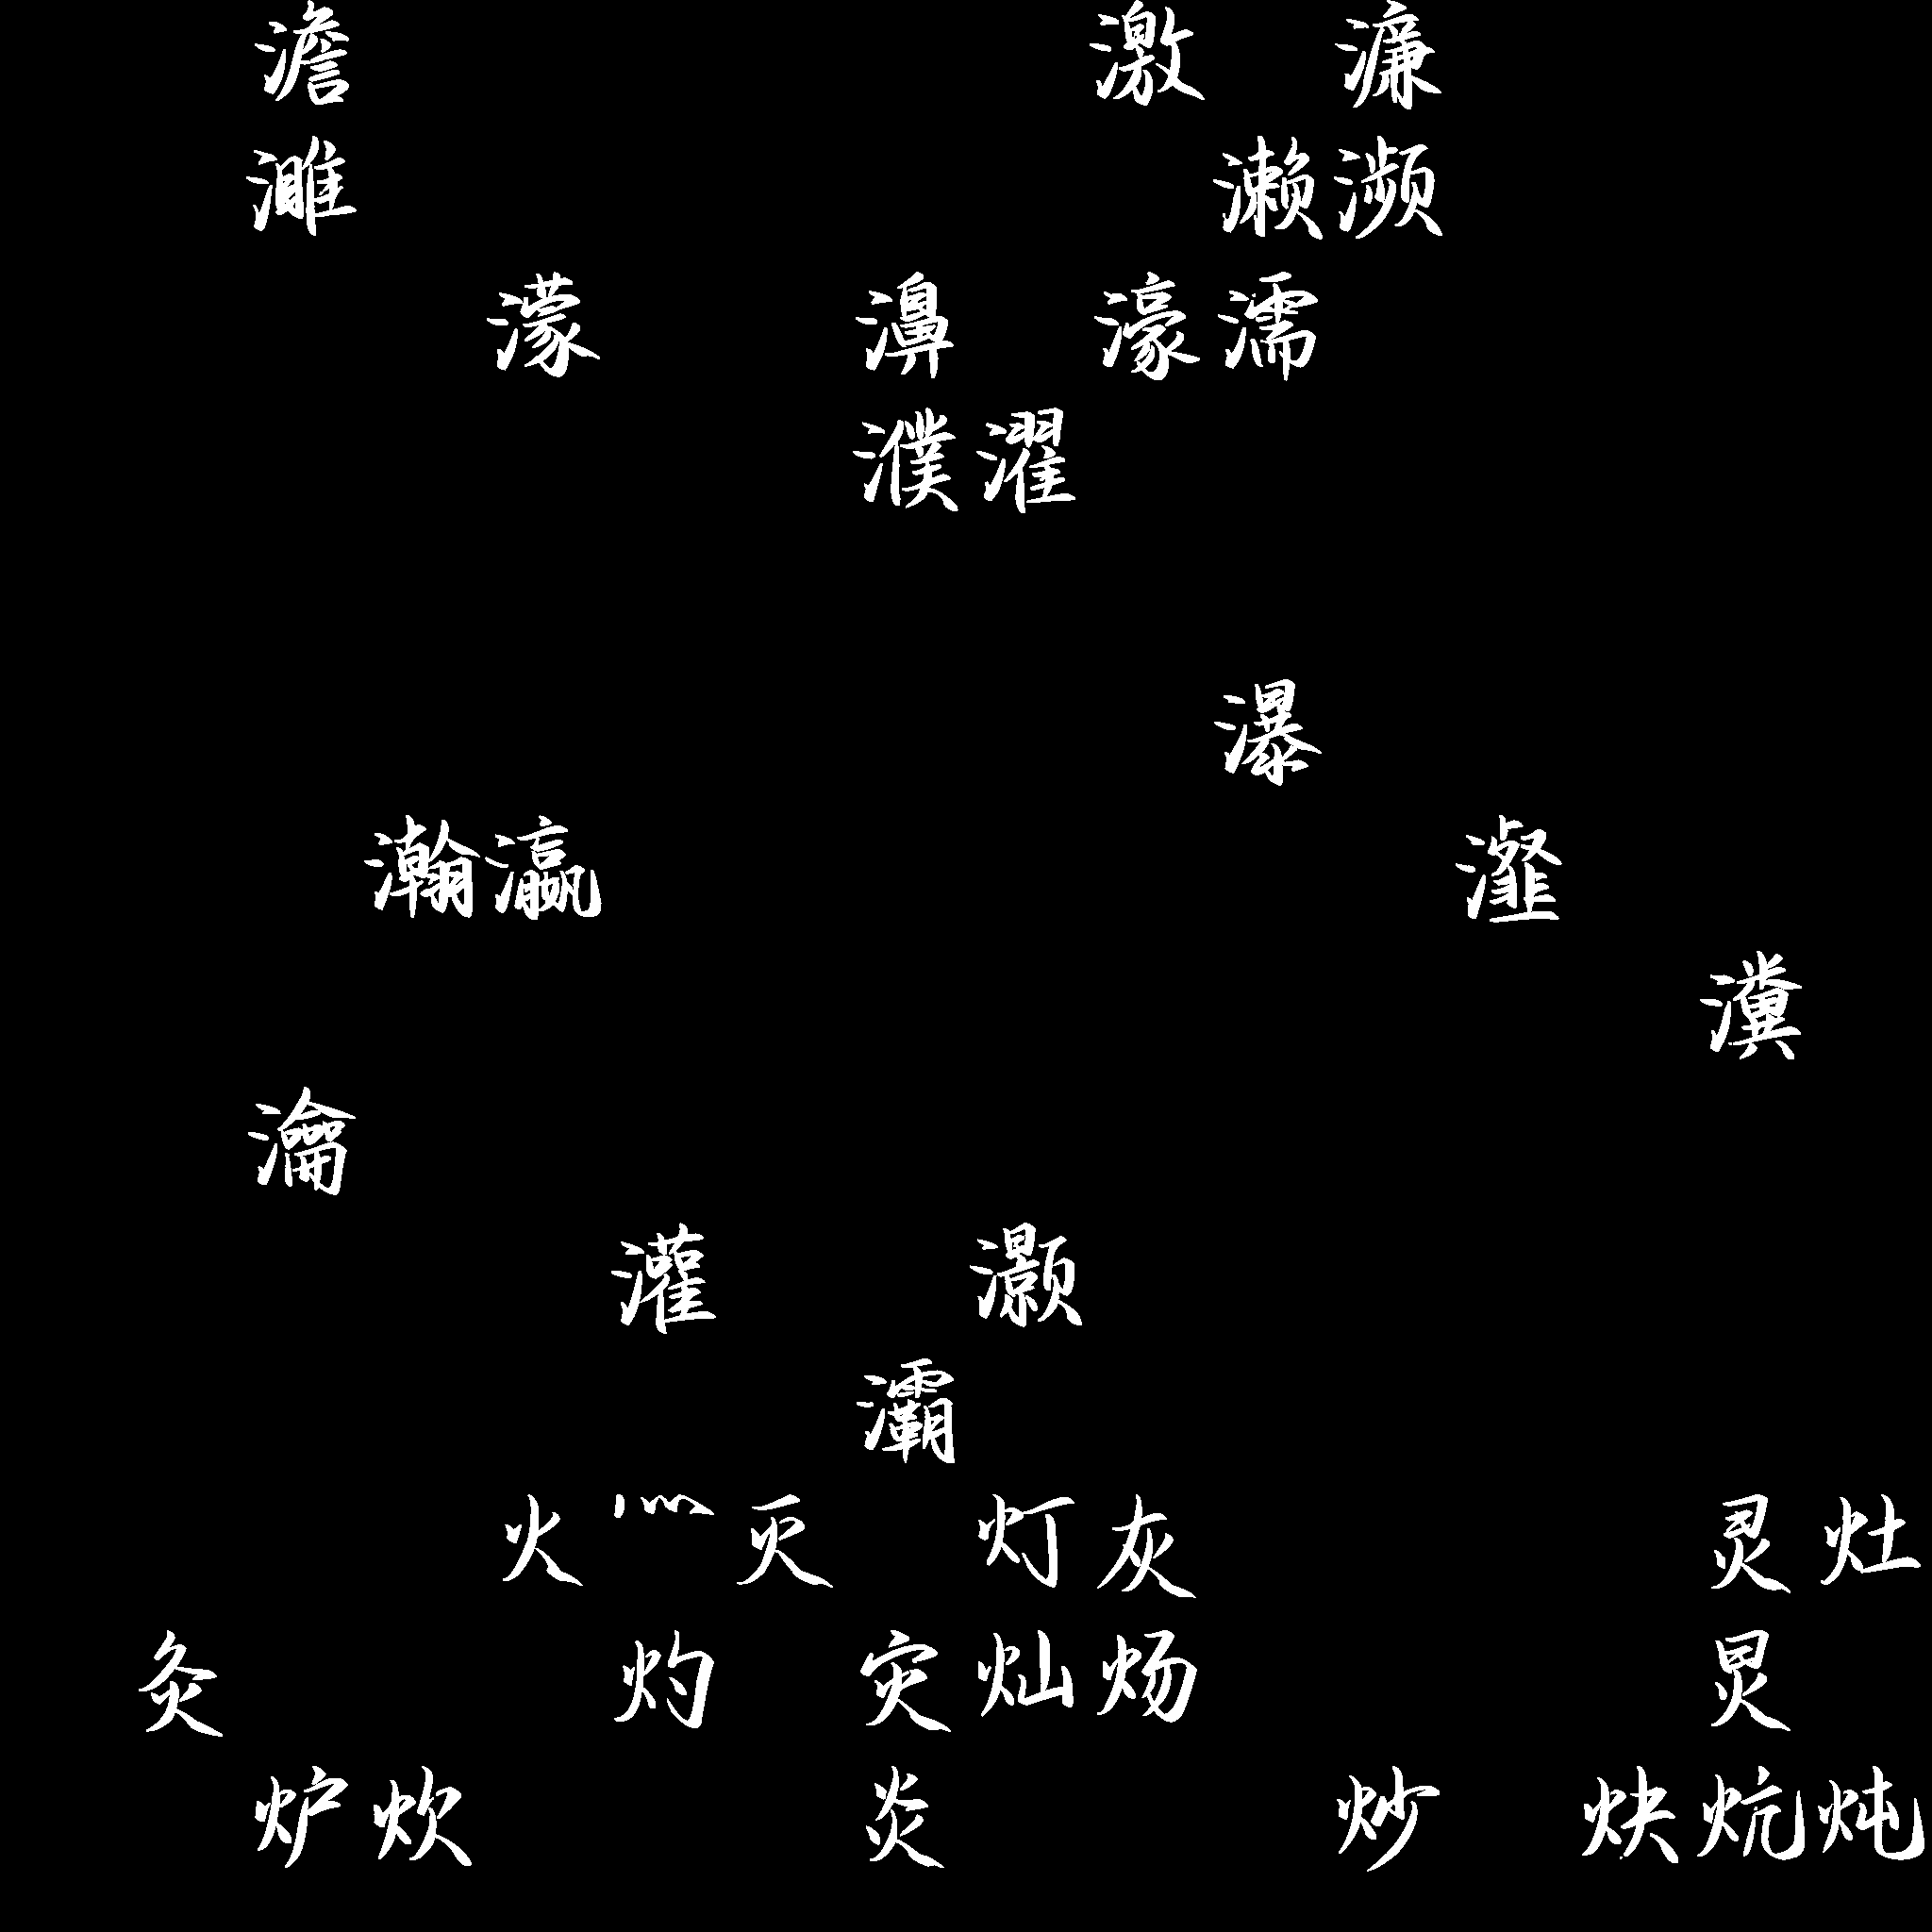 澹激濂
濉濑濒
濛濞濠濡
濮濯
瀑
瀚瀛瀣
瀵
瀹
灌灏
灞
火灬灭灯灰灵灶
灸灼灾灿炀炅
炉炊炎炒炔炕炖